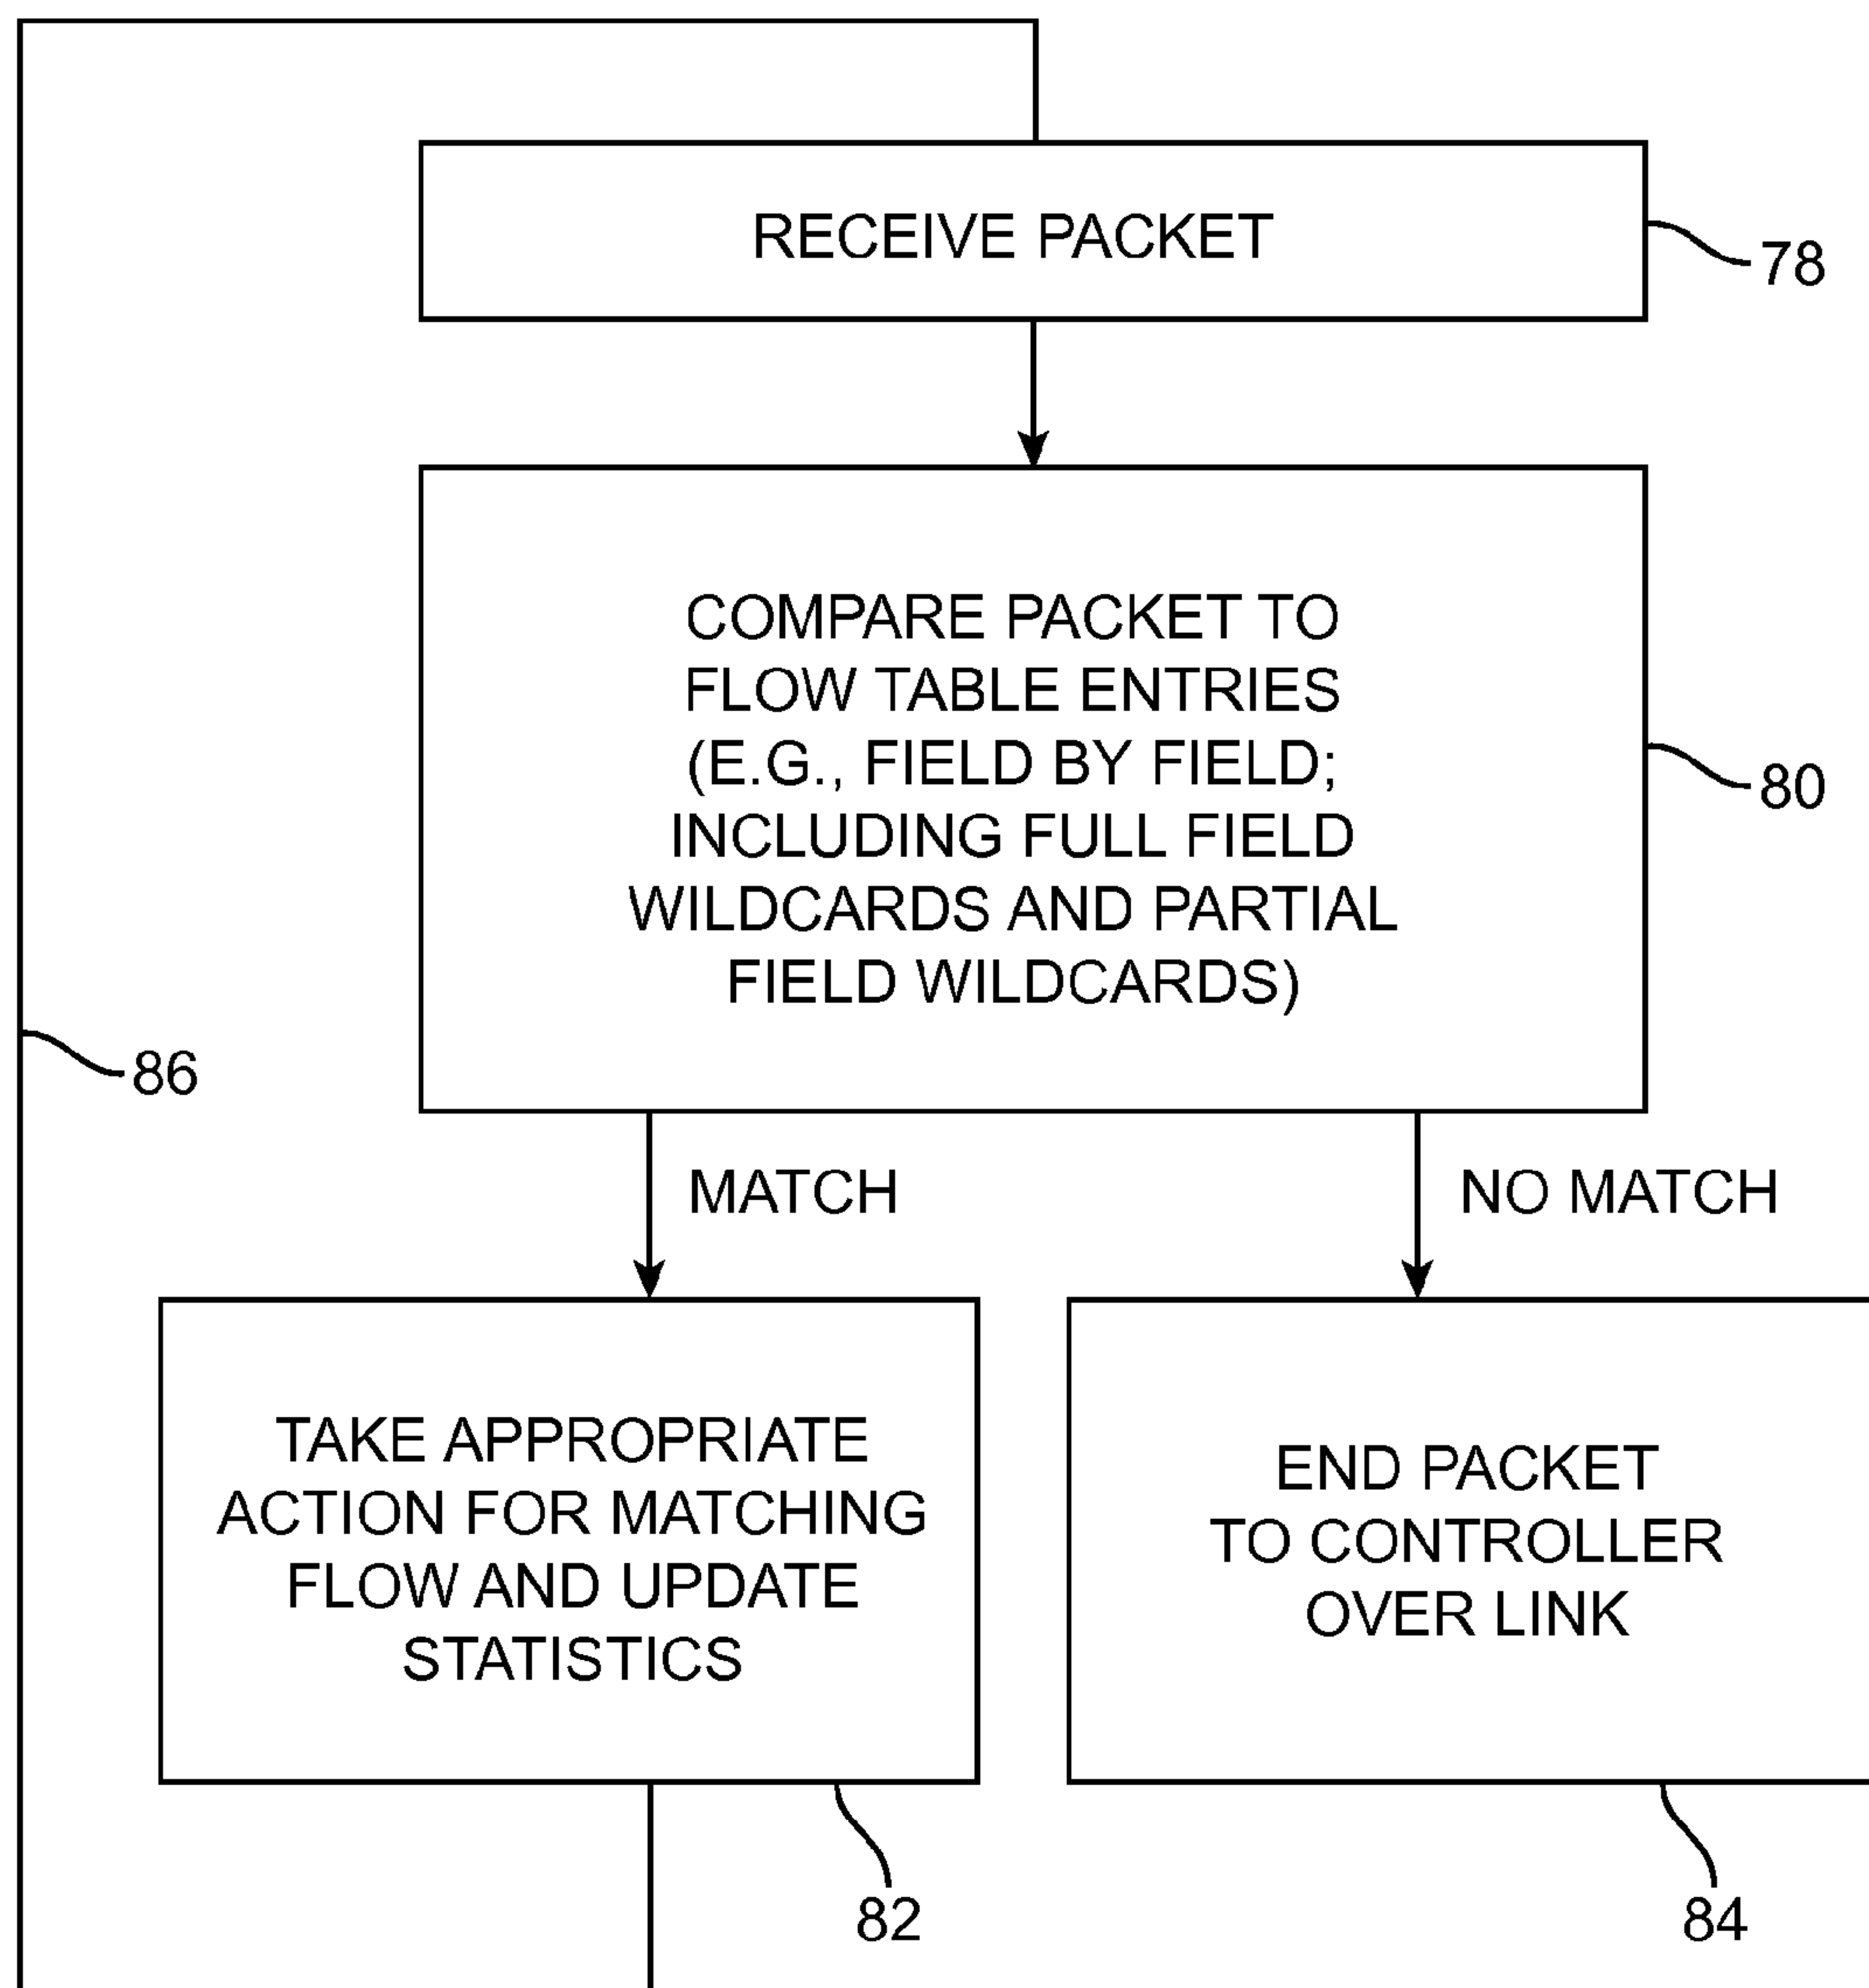 RECEIVE PACKET
78
COMPARE PACKET TO
FLOW TABLE ENTRIES
(E.G., FIELD BY FIELD;
INCLUDING FULL FIELD
WILDCARDS AND PARTIAL
FIELD WILDCARDS)
80
86
MATCH
NO MATCH
TAKE APPROPRIATE
ACTION FOR MATCHING
FLOW AND UPDATE
STATISTICS
END PACKET
TO CONTROLLER
OVER LINK
82
84